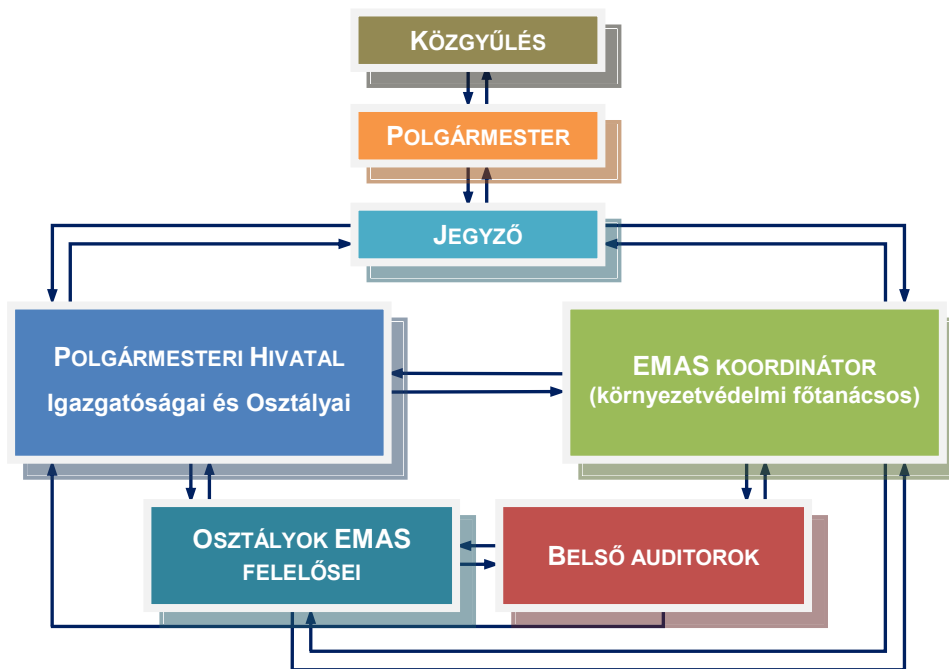 KÖZGYŰLÉS
POLGÁRMESTER
JEGYZŐ
POLGÁRMESTERI HIVATAL
Igazgatóságai és Osztályai
EMAS KOORDINÁTOR
(környezetvédelmi főtanácsos)
OSZTÁLYOK EMAS
FELELŐSEI
BELSŐ AUDITOROK